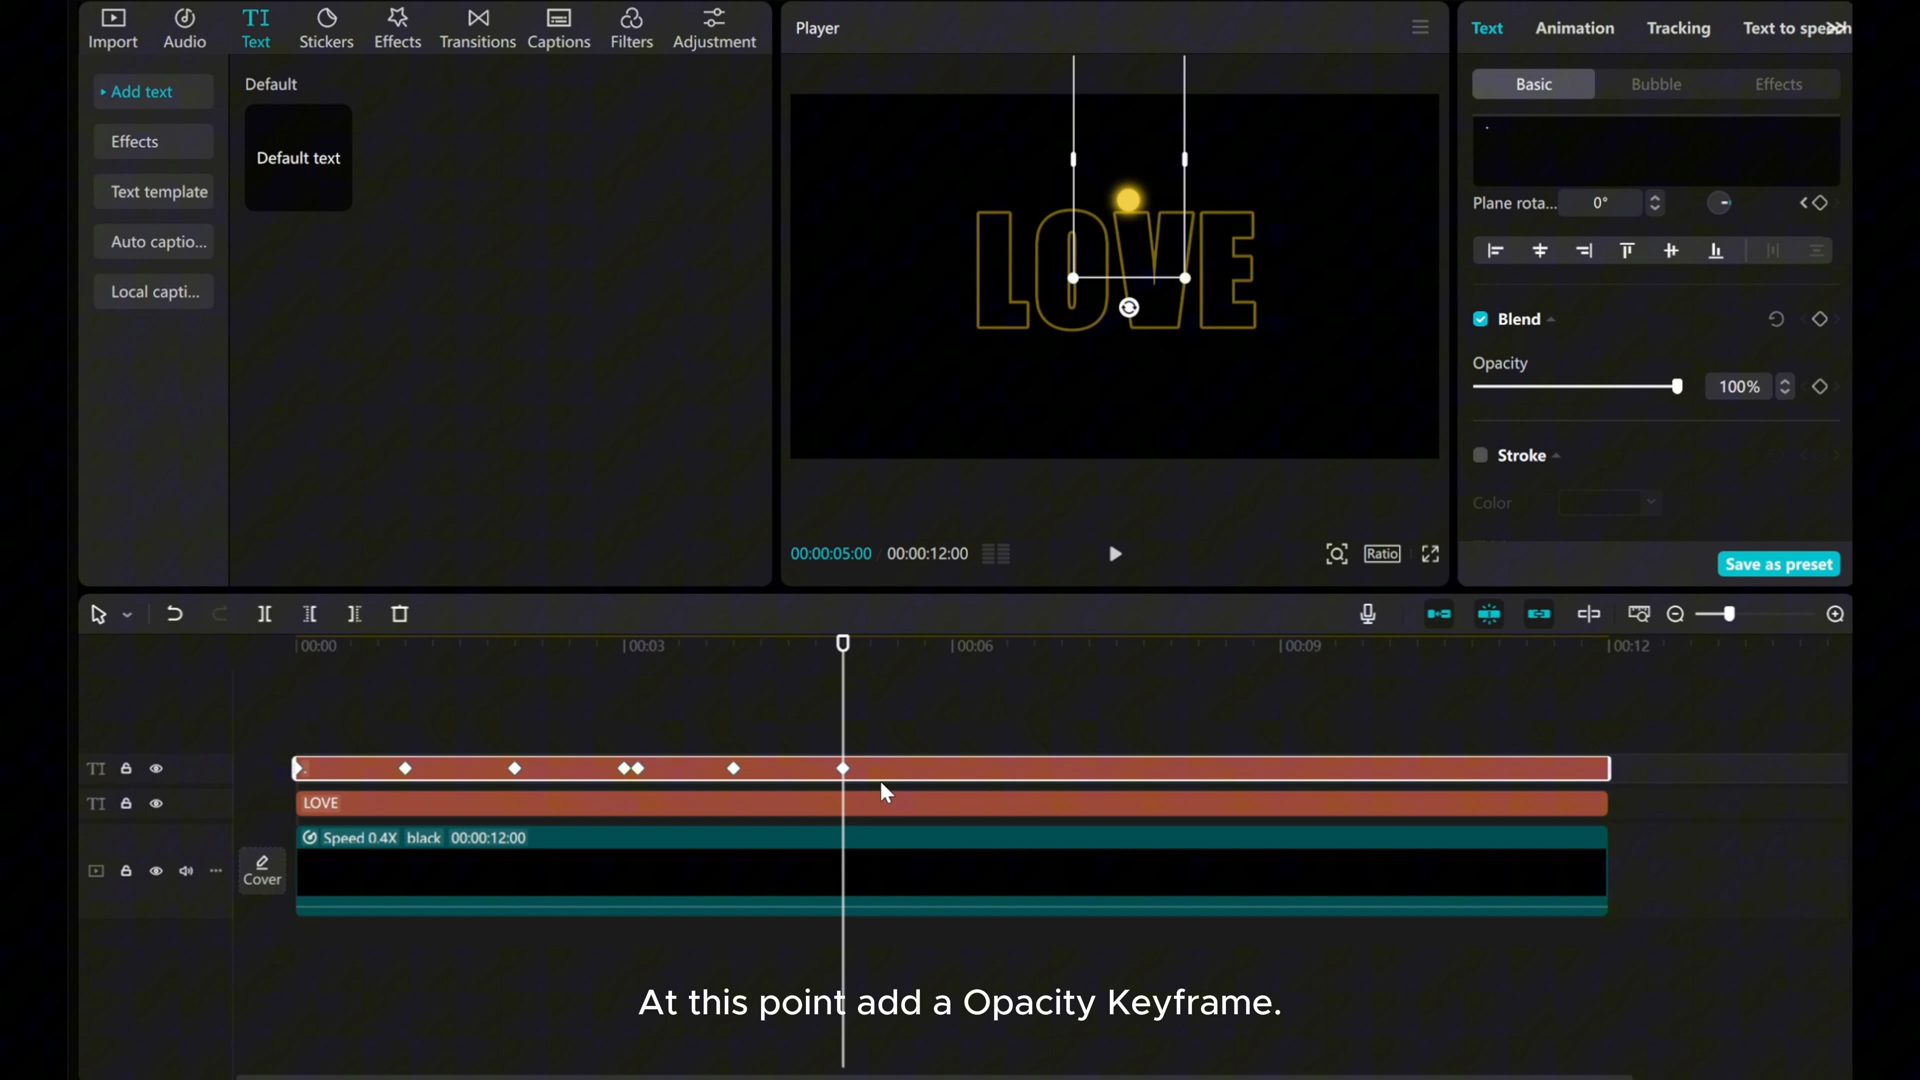 Import
Audio
TI
Text
Stickers
Effects
Transitions
Captions
Filters
Adjustment
Add text
Effects
Text template
Auto captio...
Local capti...
Default
Default text
Player
LOVE
00:00:05:00
00:00:12:00
Ratio
Text
Animation
Tracking
Text to speech
Basic
Bubble
Effects
.
Plane rota...
0°
Blend
Opacity
100%
Stroke
Color
Save as preset
00:00
00:03
00:06
00:09
00:12
TI
.
TI
LOVE
Speed 0.4X black 00:00:12:00
Cover
At this point add a Opacity Keyframe.